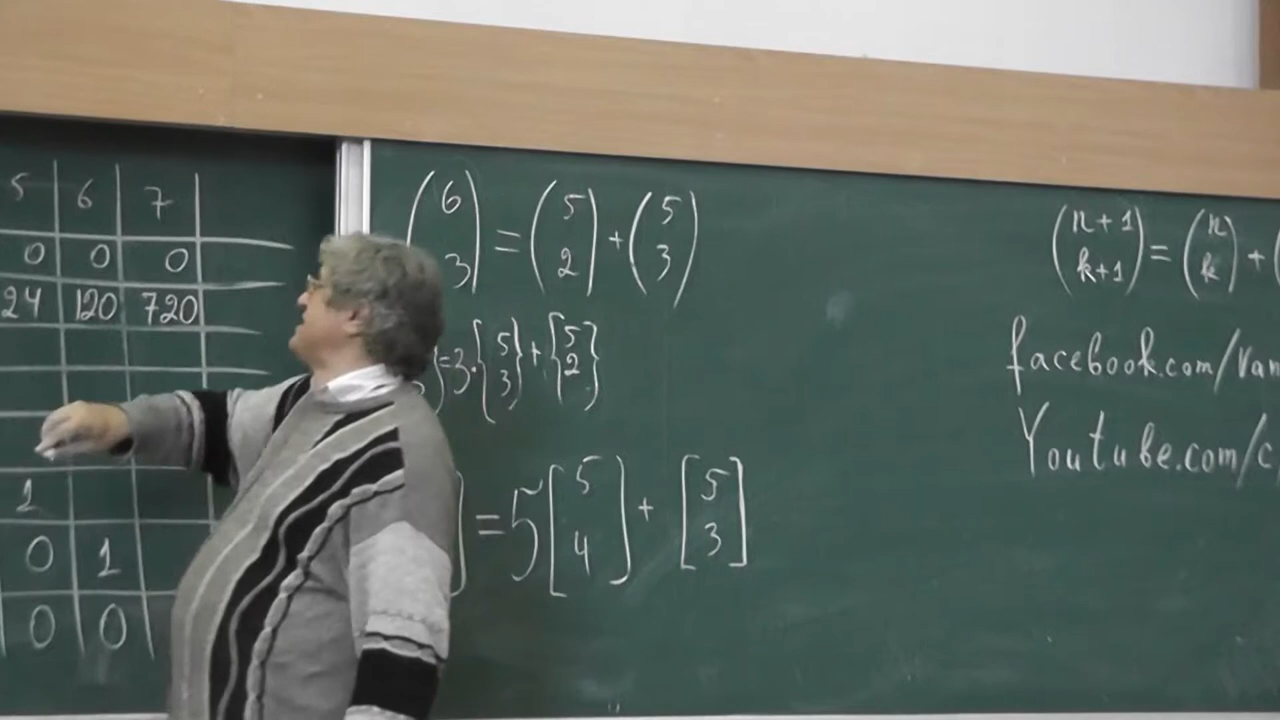 5 6 7
0 0 0
24 120 720
1
0 1
0 0
(6 3) = (5 2) + (5 3)
} = 3 · {5 3} + {5 2}
] = 5 [5 4] + [5 3]
(n+1 k+1) = (n k) + (
facebook.com/Van
Youtube.com/c